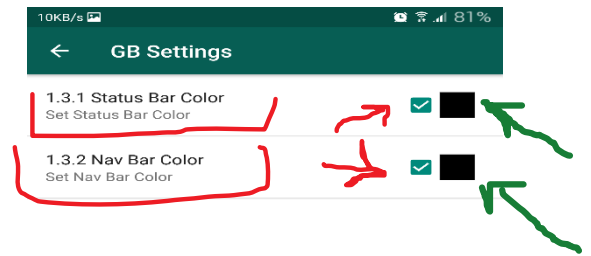 10KB/s 81%
GB Settings
1.3.1 Status Bar Color
Set Status Bar Color
1.3.2 Nav Bar Color
Set Nav Bar Color